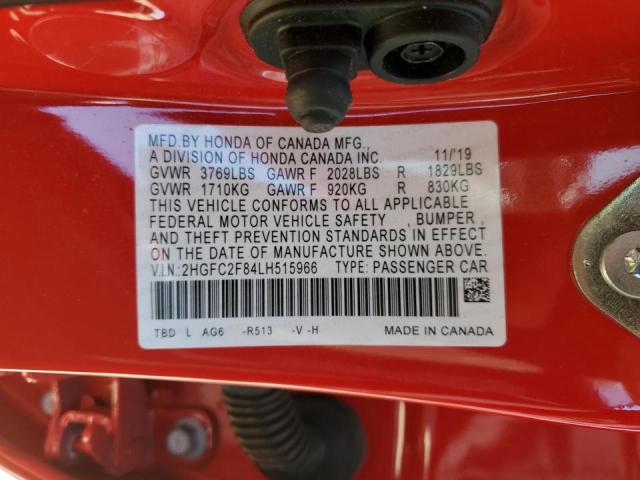 MFD.BY HONDA OF CANADA MFG.,
A DIVISION OF HONDA CANADA INC. 11/'19
GVWR 3769LBS GAWR F 2028LBS R 1829LBS
GVWR 1710KG GAWR F 920KG R 830KG
THIS VEHICLE CONFORMS TO ALL APPLICABLE
FEDERAL MOTOR VEHICLE SAFETY , BUMPER ,
AND THEFT PREVENTION STANDARDS IN EFFECT
ON THE DATE OF MANUFACTURE SHOWN ABOVE.
V.I.N.:2HGFC2F84LH515966 TYPE: PASSENGER CAR
TBD L AG6 -R513 -V -H MADE IN CANADA